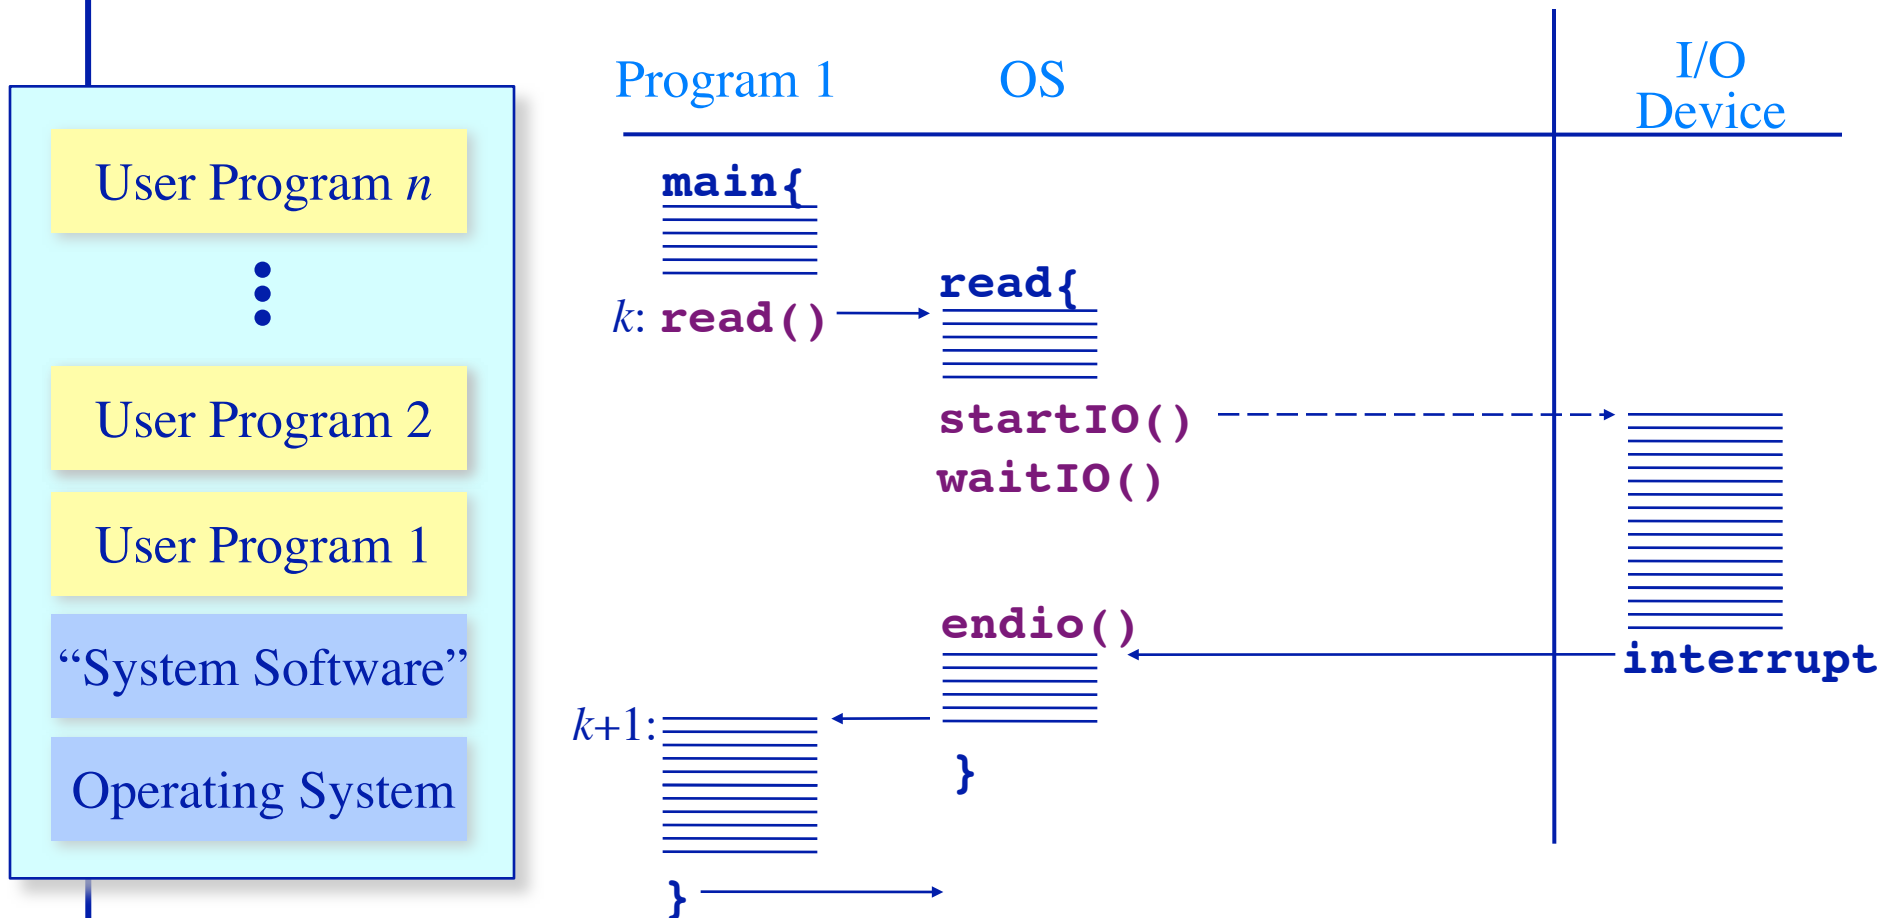 User Program n
User Program 2
User Program 1
“System Software”
Operating System
Program 1
OS
I/O
Device
main{
k: read()
read{
startIO()
waitIO()
endio()
interrupt
k+1:
}
}